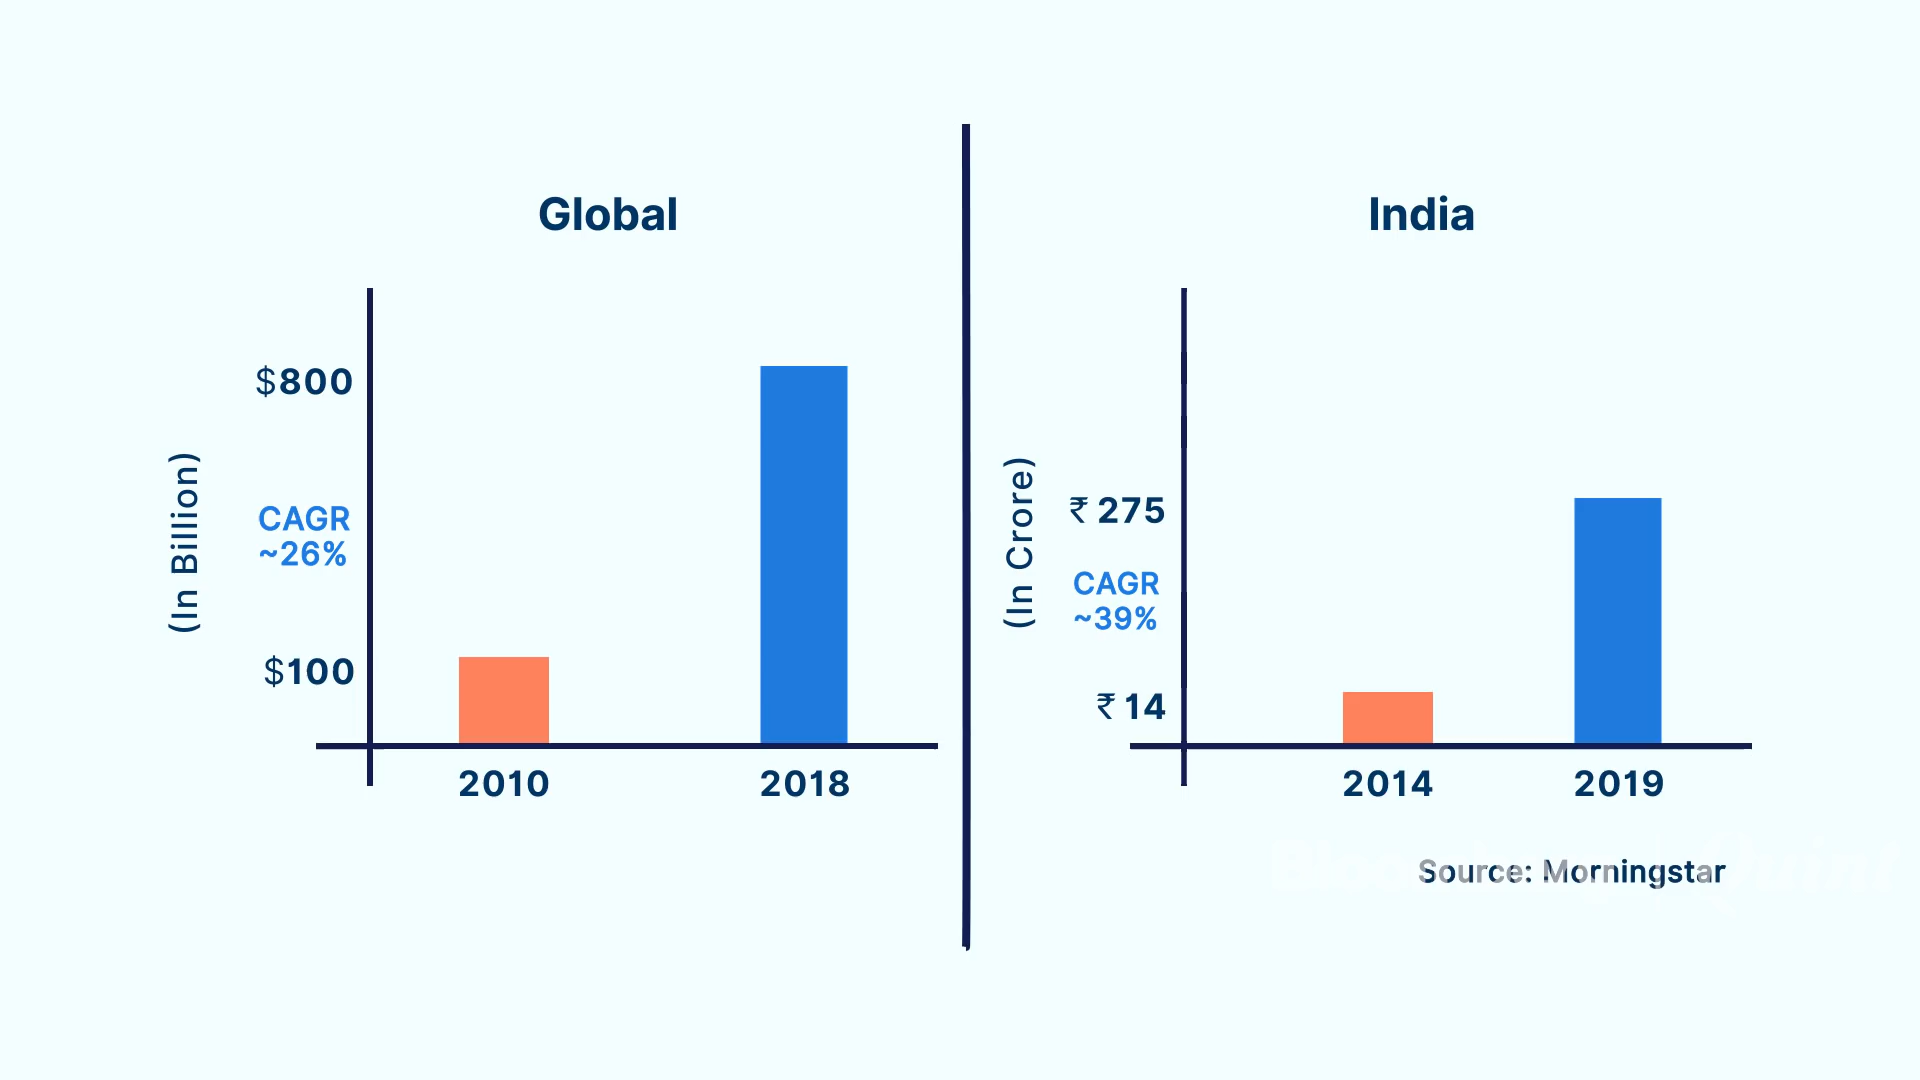 Global
$800
(In Billion)
CAGR
~26%
$100
2010
2018
India
₹ 275
(In Crore)
CAGR
~39%
₹ 14
2014
2019
Source: Morningstar